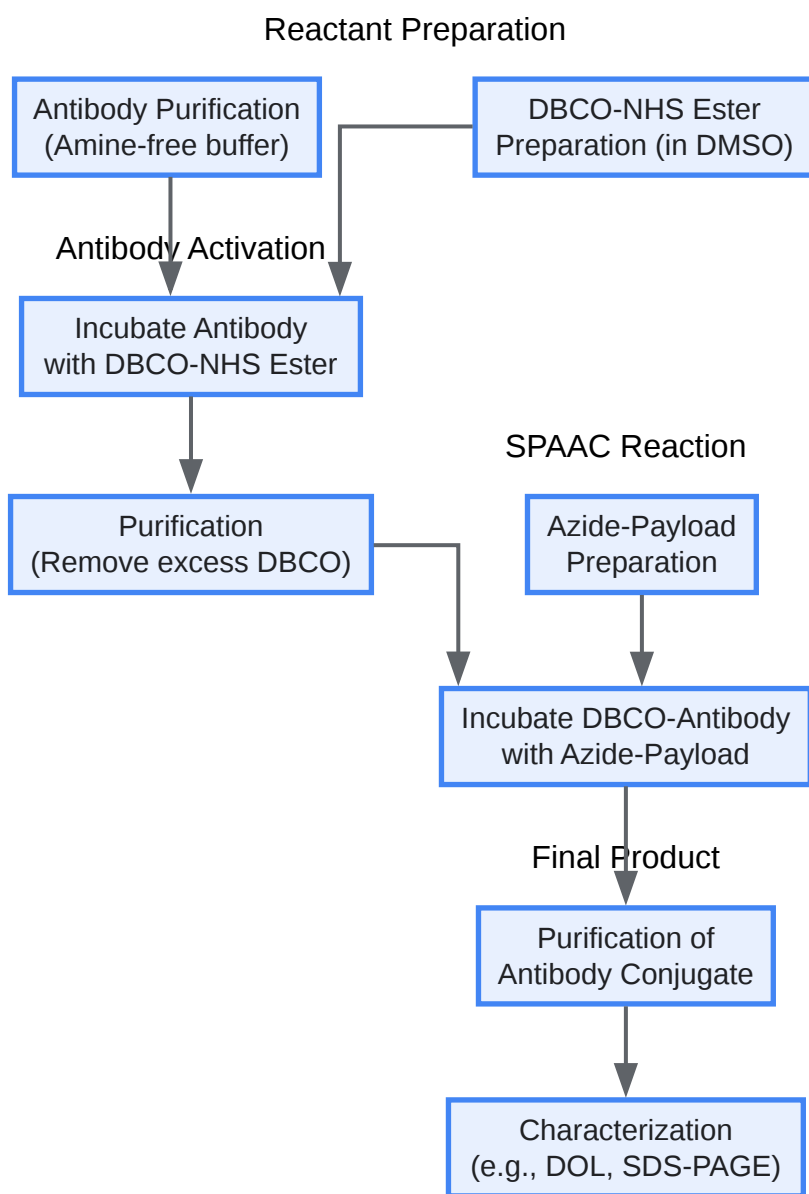 Reactant Preparation
Antibody Purification
(Amine-free buffer)
DBCO-NHS Ester
Preparation (in DMSO)
Antibody Activation
Incubate Antibody
with DBCO-NHS Ester
SPAAC Reaction
Purification
(Remove excess DBCO)
Azide-Payload
Preparation
Incubate DBCO-Antibody
with Azide-Payload
Final Product
Purification of
Antibody Conjugate
Characterization
(e.g., DOL, SDS-PAGE)